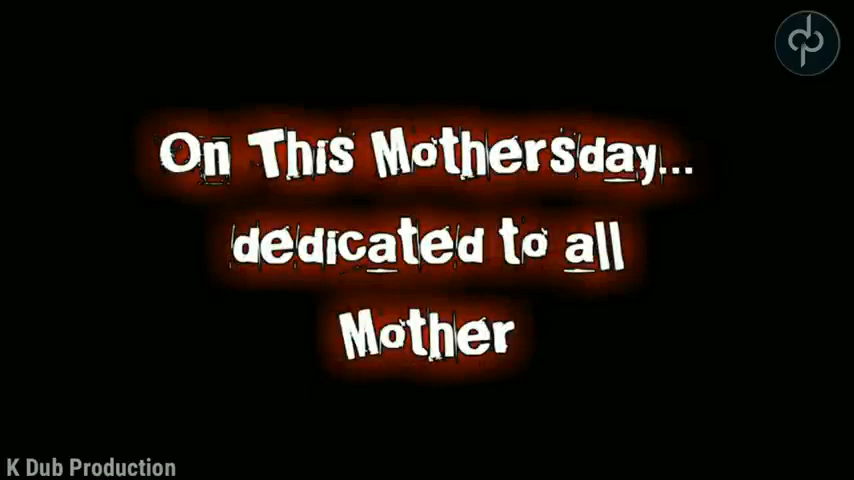 On This Mothersday...
dedicated to all
Mother
K Dub Production